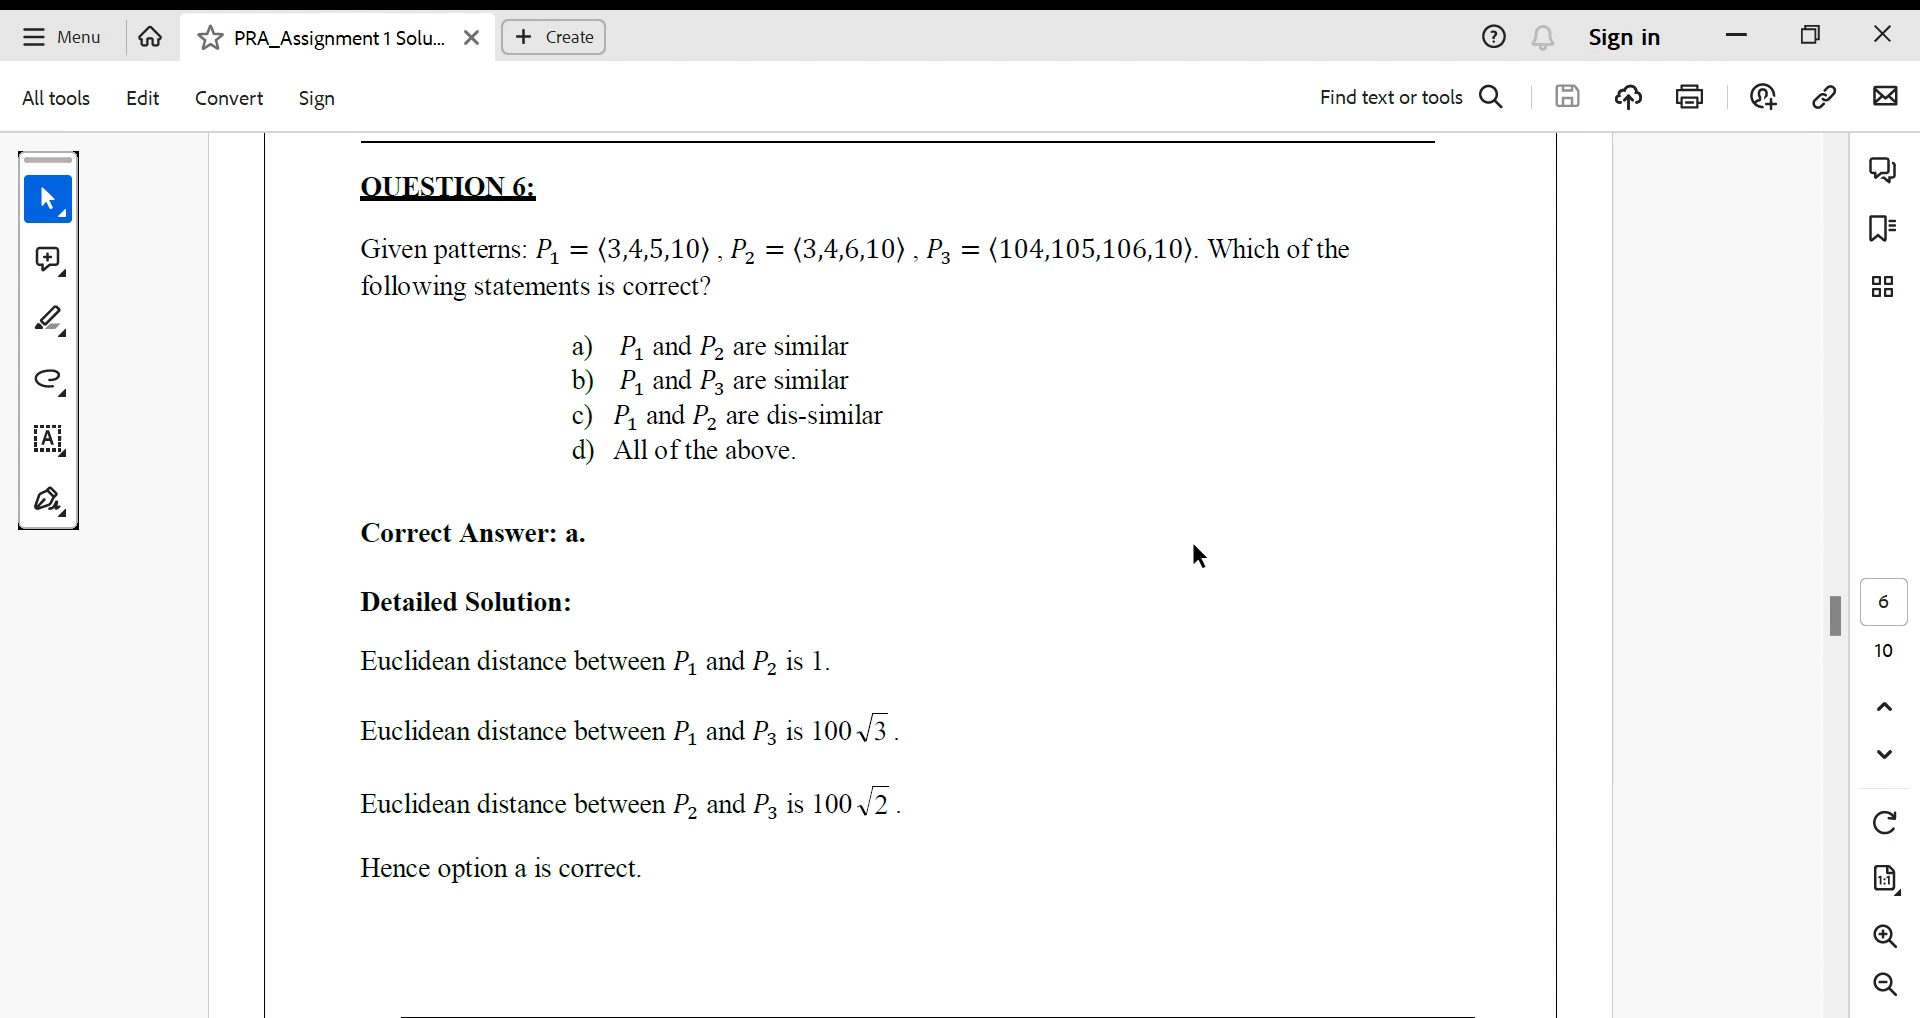 Menu PRA_Assignment 1 Solu... Create Sign in
All tools Edit Convert Sign Find text or tools
QUESTION 6:
Given patterns: P₁ = ⟨3,4,5,10⟩ , P₂ = ⟨3,4,6,10⟩ , P₃ = ⟨104,105,106,10⟩. Which of the
following statements is correct?
a) P₁ and P₂ are similar
b) P₁ and P₃ are similar
c) P₁ and P₂ are dis-similar
d) All of the above.
Correct Answer: a.
Detailed Solution:
Euclidean distance between P₁ and P₂ is 1.
Euclidean distance between P₁ and P₃ is 100√3.
Euclidean distance between P₂ and P₃ is 100√2.
Hence option a is correct.
6
10
1:1